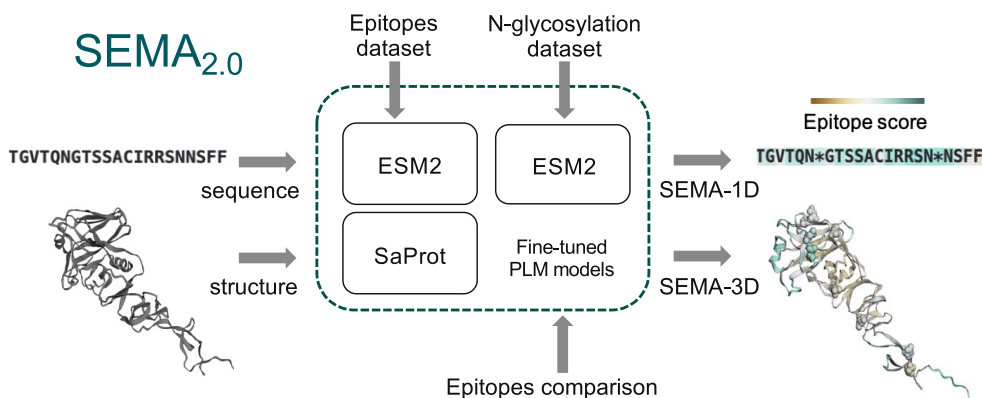 SEMA2.0
Epitopes
dataset
N-glycosylation
dataset
Epitope score
TGVTQNGTSSACIRRSNNSFF
sequence
structure
ESM2
ESM2
SaProt
Fine-tuned
PLM models
TGVTQN*GTSSACIRRSN*NSFF
SEMA-1D
SEMA-3D
Epitopes comparison